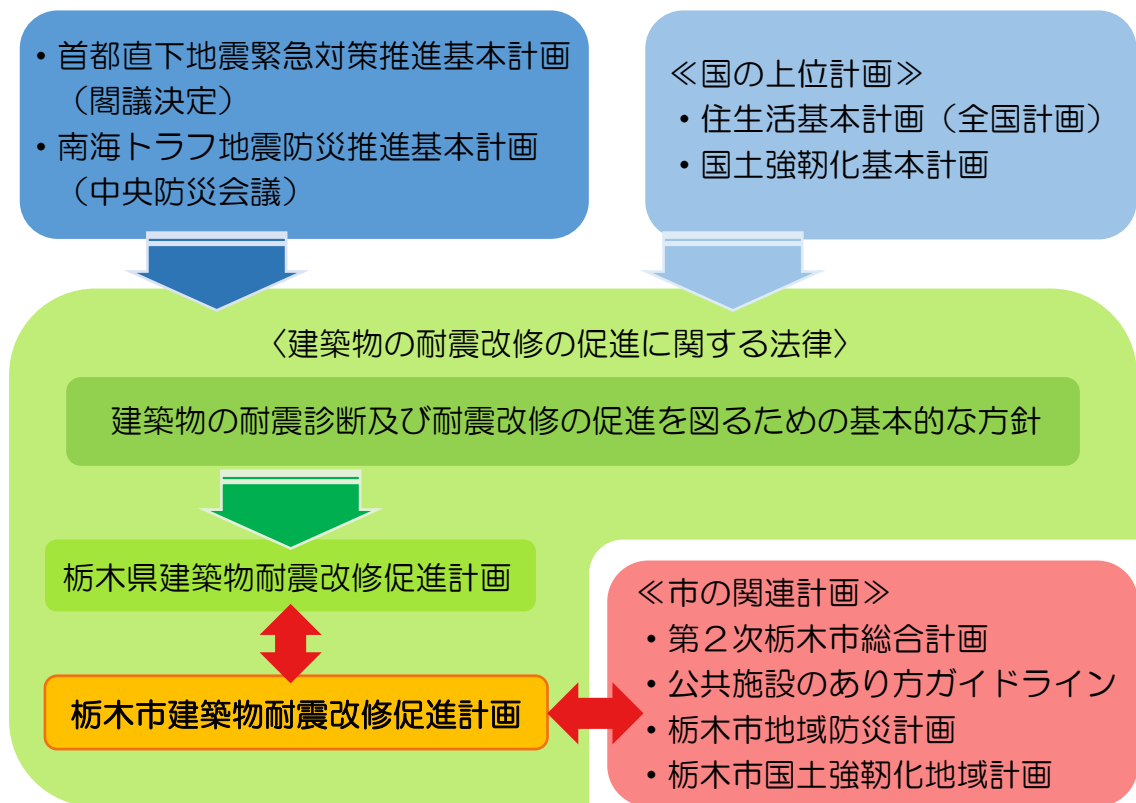 ・首都直下地震緊急対策推進基本計画
（閣議決定）
・南海トラフ地震防災推進基本計画
（中央防災会議）
≪国の上位計画≫
・住生活基本計画（全国計画）
・国土強靱化基本計画
〈建築物の耐震改修の促進に関する法律〉
建築物の耐震診断及び耐震改修の促進を図るための基本的な方針
栃木県建築物耐震改修促進計画
栃木市建築物耐震改修促進計画
≪市の関連計画≫
・第２次栃木市総合計画
・公共施設のあり方ガイドライン
・栃木市地域防災計画
・栃木市国土強靱化地域計画